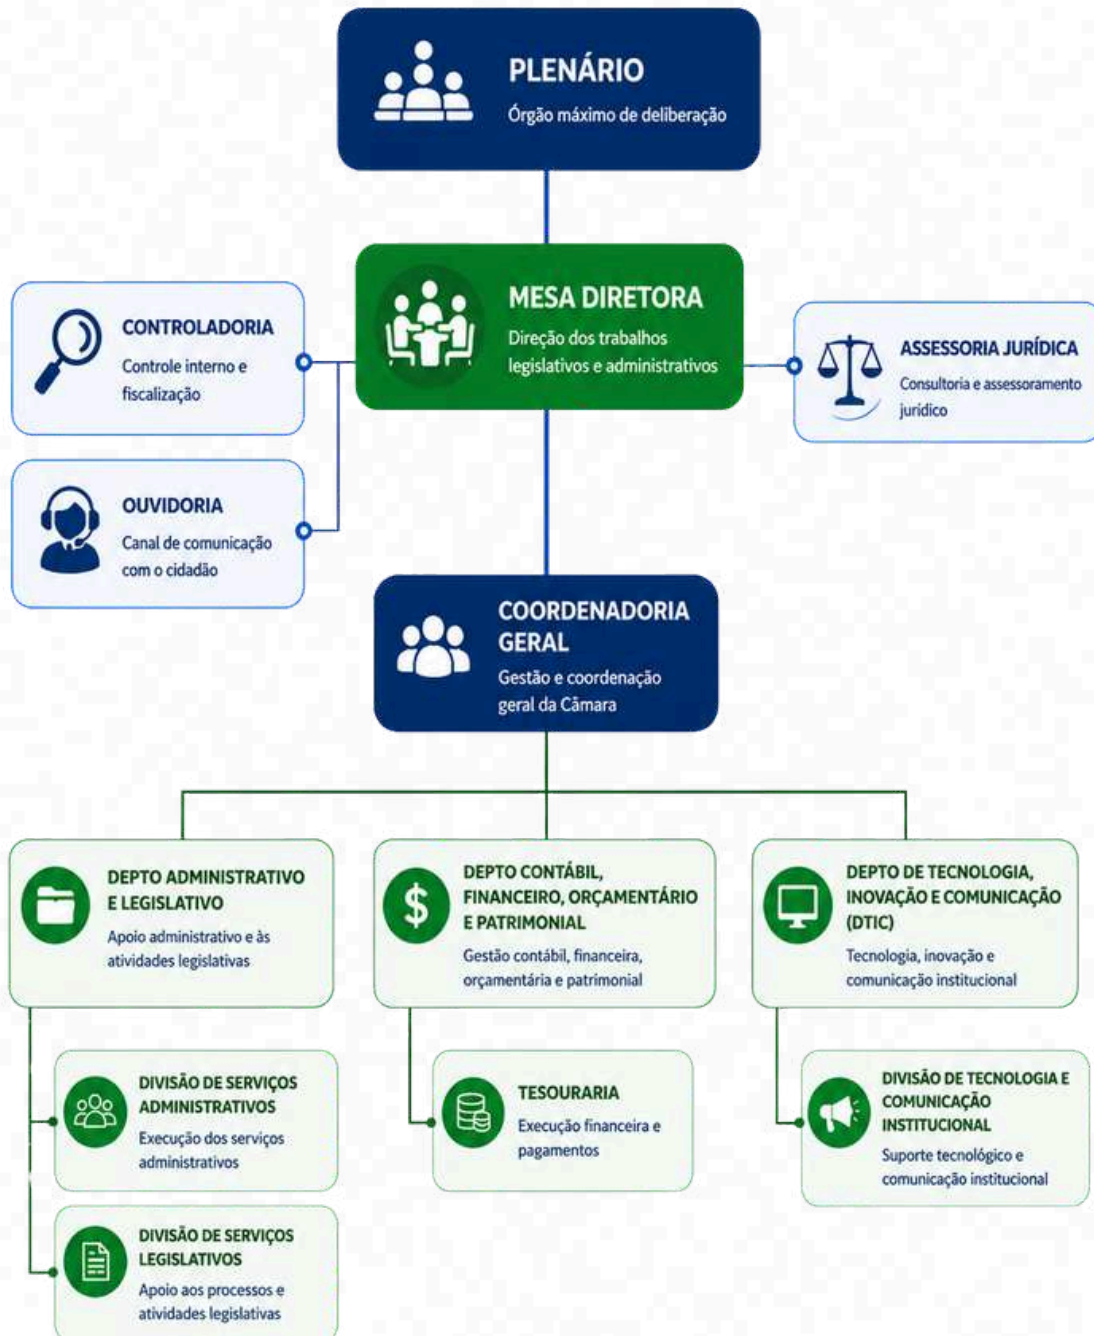 PLENÁRIO
Órgão máximo de deliberação
MESA DIRETORA
Direção dos trabalhos
legislativos e administrativos
CONTROLADORIA
Controle interno e
fiscalização
ASSESSORIA JURÍDICA
Consultoria e assessoramento
jurídico
OUVIDORIA
Canal de comunicação
com o cidadão
COORDENADORIA
GERAL
Gestão e coordenação
geral da Câmara
DEPTO ADMINISTRATIVO
E LEGISLATIVO
Apoio administrativo e às
atividades legislativas
DEPTO CONTÁBIL,
FINANCEIRO, ORÇAMENTÁRIO
E PATRIMONIAL
Gestão contábil, financeira,
orçamentária e patrimonial
DEPTO DE TECNOLOGIA,
INOVAÇÃO E COMUNICAÇÃO
(DTIC)
Tecnologia, inovação e
comunicação institucional
DIVISÃO DE SERVIÇOS
ADMINISTRATIVOS
Execução dos serviços
administrativos
TESOURARIA
Execução financeira e
pagamentos
DIVISÃO DE TECNOLOGIA E
COMUNICAÇÃO
INSTITUCIONAL
Suporte tecnológico e
comunicação institucional
DIVISÃO DE SERVIÇOS
LEGISLATIVOS
Apoio aos processos e
atividades legislativas